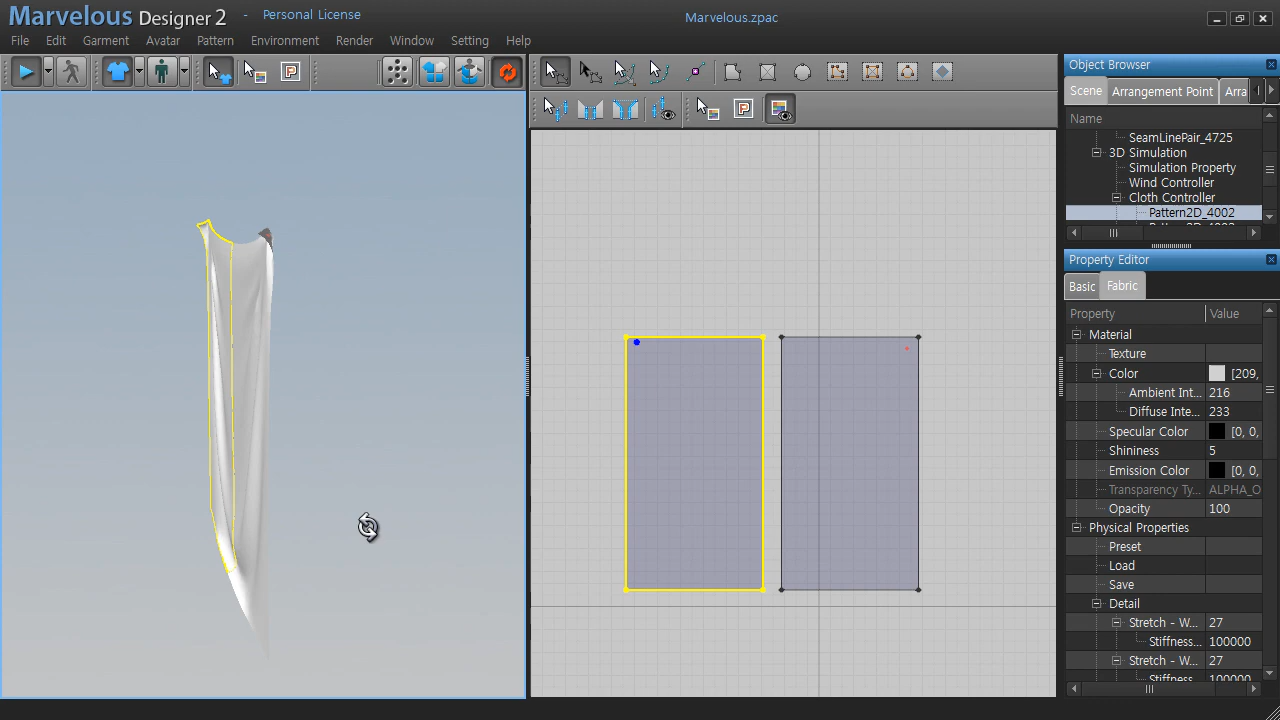 Marvelous Designer 2 - Personal License
Marvelous.zpac
File Edit Garment Avatar Pattern Environment Render Window Setting Help
Object Browser
Scene Arrangement Point Arra
Name
SeamLinePair_4725
3D Simulation
Simulation Property
Wind Controller
Cloth Controller
Pattern2D_4002
Property Editor
Basic Fabric
Property Value
Material
Texture
Color [209,
Ambient Int... 216
Diffuse Inte... 233
Specular Color [0, 0,
Shininess 5
Emission Color [0, 0,
Transparency Ty... ALPHA_O
Opacity 100
Physical Properties
Preset
Load
Save
Detail
Stretch - W... 27
Stiffness... 100000
Stretch - W... 27
Stiffness... 100000